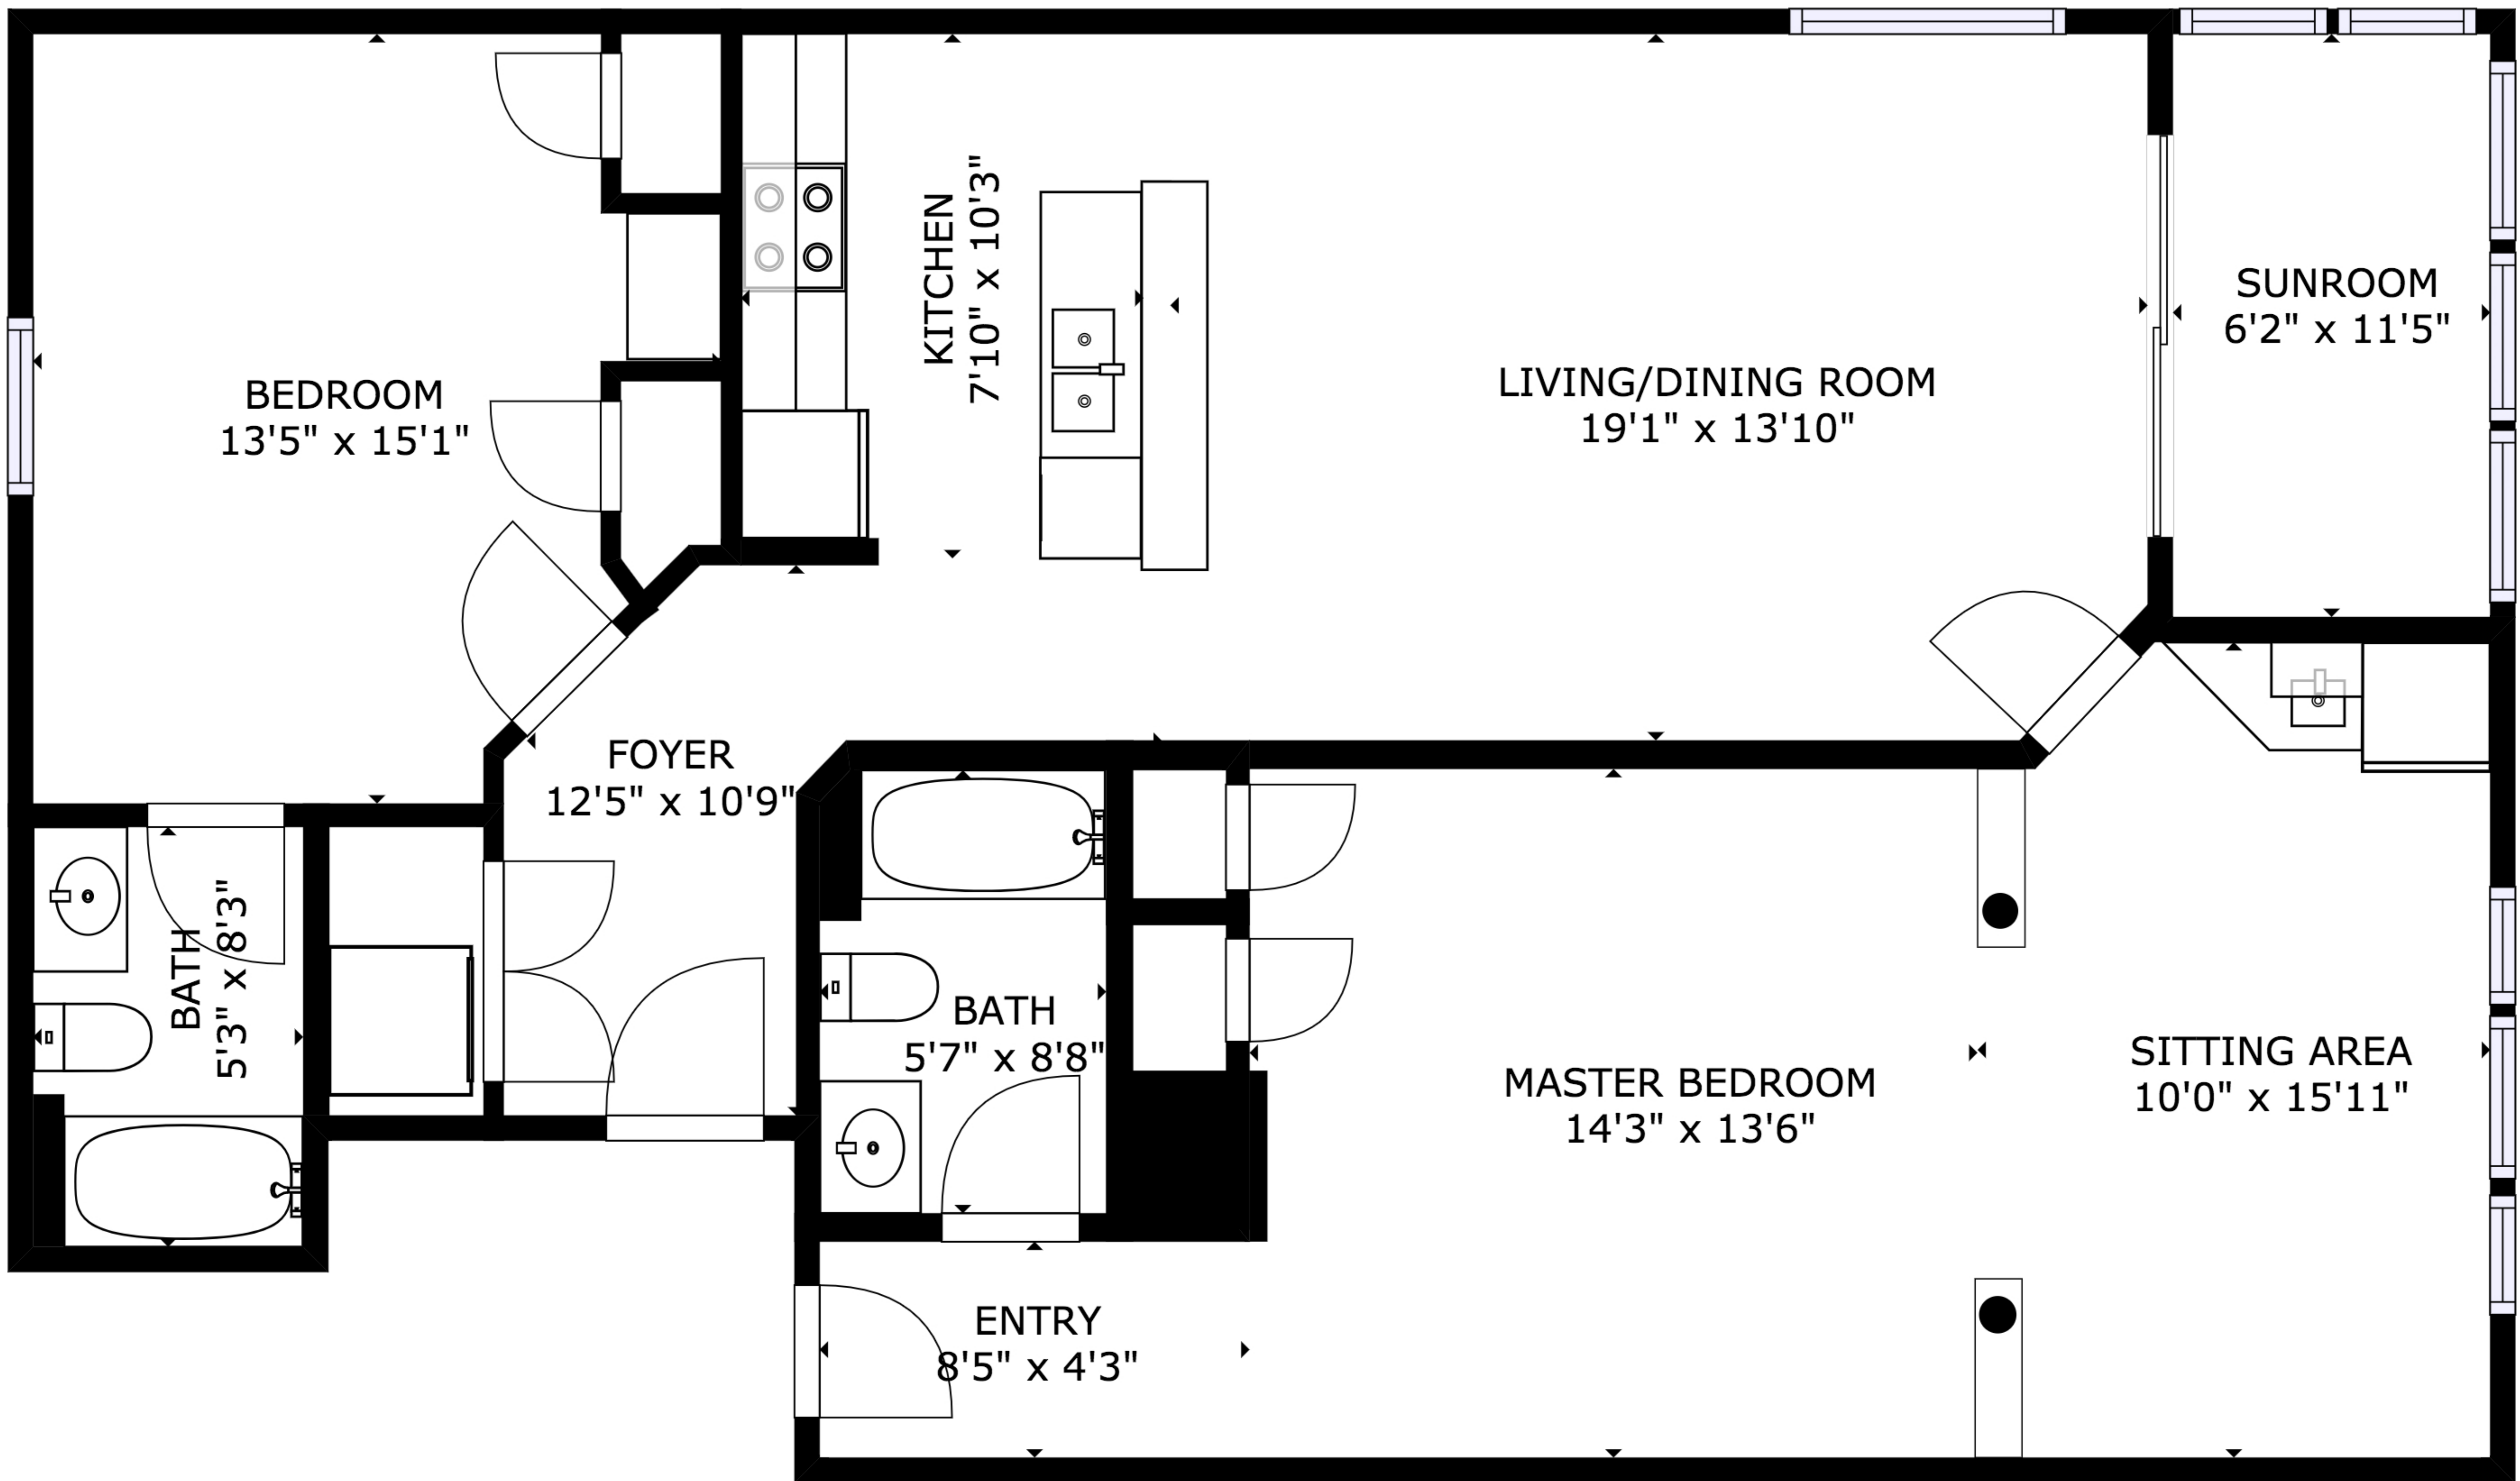 BEDROOM
13'5" x 15'1"
KITCHEN
7'10" x 10'3"
LIVING/DINING ROOM
19'1" x 13'10"
SUNROOM
6'2" x 11'5"
FOYER
12'5" x 10'9"
BATH
5'3" x 8'3"
BATH
5'7" x 8'8"
MASTER BEDROOM
14'3" x 13'6"
SITTING AREA
10'0" x 15'11"
ENTRY
8'5" x 4'3"